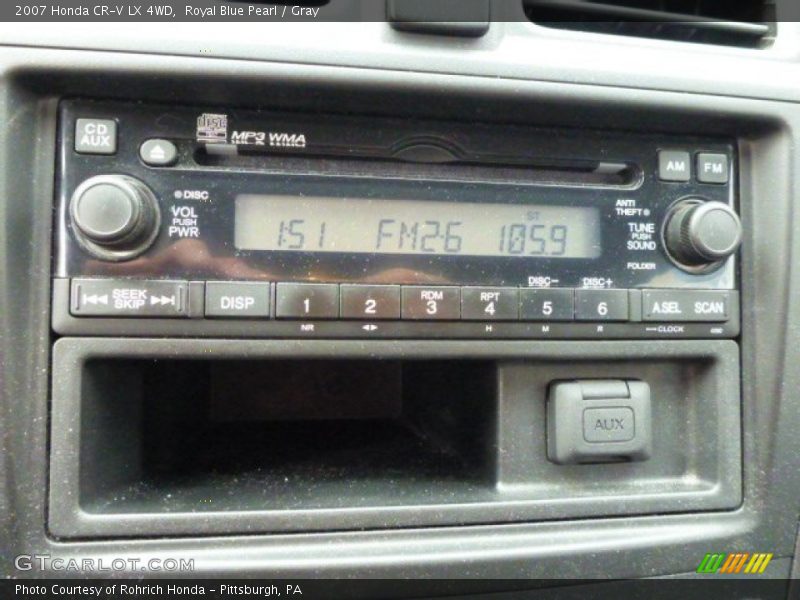 2007 Honda CR-V LX 4WD,  Royal Blue Pearl / Gray
CD AUX
DISC
MP3 WMA
AM
FM
DISC
VOL
PUSH
PWR
1:51 FM2-6 105.9
ST
ANTI
THEFT
TUNE
PUSH
SOUND
FOLDER
SEEK
SKIP
DISP
1
2
RDM
3
RPT
4
DISC-
5
DISC+
6
A.SEL
SCAN
NR
H
M
R
CLOCK
AUX
GTCARLOT.COM
Photo Courtesy of Rohrich Honda - Pittsburgh, PA